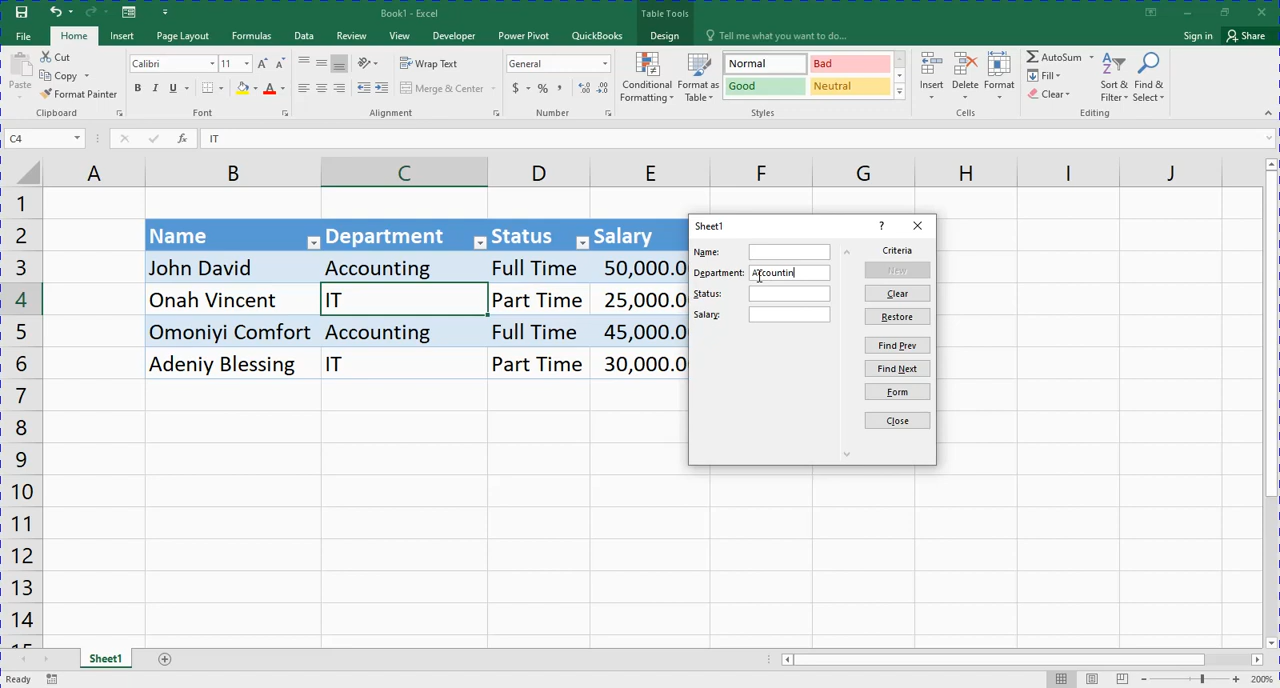 Book1 - Excel
Table Tools
File Home Insert Page Layout Formulas Data Review View Developer Power Pivot QuickBooks Design Tell me what you want to do... Sign in Share
Paste
Cut
Copy
Format Painter
Clipboard
Calibri 11
B I U
Font
Wrap Text
Merge & Center
Alignment
General
$ % ,
Number
Conditional Formatting
Format as Table
Normal Bad
Good Neutral
Styles
Insert Delete Format
Cells
AutoSum
Fill
Clear
Sort & Filter
Find & Select
Editing
C4 fx IT
A B C D E F G H I J
1
2 Name Department Status Salary
3 John David Accounting Full Time 50,000.0
4 Onah Vincent IT Part Time 25,000.0
5 Omoniyi Comfort Accounting Full Time 45,000.0
6 Adeniy Blessing IT Part Time 30,000.0
7
8
9
10
11
12
13
14
15
Sheet1 ?
Name:
Department: Accountin
Status:
Salary:
Criteria
New
Clear
Restore
Find Prev
Find Next
Form
Close
Sheet1
Ready 200%